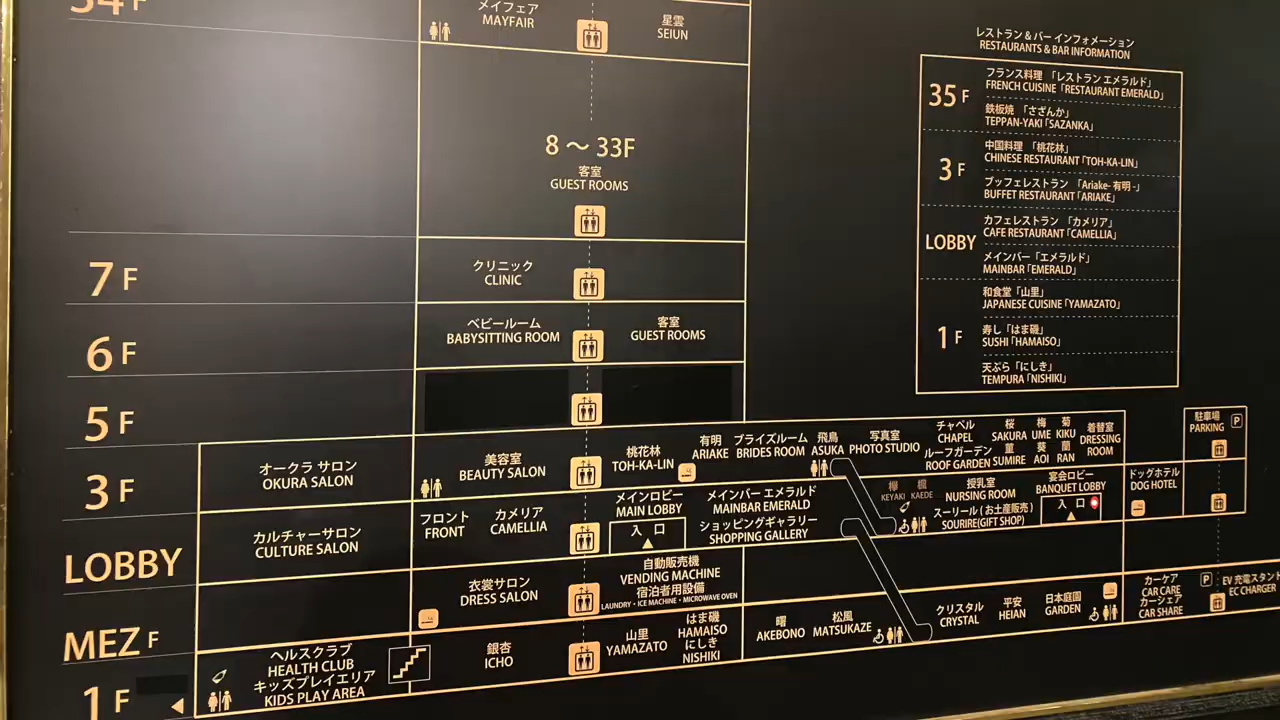 34 F
メイフェア
MAYFAIR
星雲
SEIUN
8 〜 33F
客室
GUEST ROOMS
7 F
クリニック
CLINIC
6 F
ベビールーム
BABYSITTING ROOM
客室
GUEST ROOMS
5 F
3 F
オークラ サロン
OKURA SALON
美容室
BEAUTY SALON
桃花林
TOH-KA-LIN
有明
ARIAKE
ブライズルーム
BRIDES ROOM
飛鳥
ASUKA
写真室
PHOTO STUDIO
チャペル
CHAPEL
ルーフガーデン
ROOF GARDEN
桜
SAKURA
菫
SUMIRE
梅
UME
葵
AOI
菊
KIKU
蘭
RAN
着替室
DRESSING
ROOM
駐車場
PARKING
P
LOBBY
カルチャーサロン
CULTURE SALON
フロント
FRONT
カメリア
CAMELLIA
メインロビー
MAIN LOBBY
入 口
メインバー エメラルド
MAINBAR EMERALD
ショッピングギャラリー
SHOPPING GALLERY
欅
KEYAKI
楓
KAEDE
授乳室
NURSING ROOM
スーリール ( お土産販売 )
SOURIRE(GIFT SHOP)
宴会ロビー
BANQUET LOBBY
入 口
ドッグホテル
DOG HOTEL
MEZ F
衣裳サロン
DRESS SALON
自動販売機
VENDING MACHINE
宿泊者用設備
LAUNDRY・ICE MACHINE・MICROWAVE OVEN
1 F
ヘルスクラブ
HEALTH CLUB
キッズプレイエリア
KIDS PLAY AREA
銀杏
ICHO
山里
YAMAZATO
はま磯
HAMAISO
にしき
NISHIKI
曙
AKEBONO
松風
MATSUKAZE
クリスタル
CRYSTAL
平安
HEIAN
日本庭園
GARDEN
カーケア
CAR CARE
カーシェア
CAR SHARE
P
EV 充電スタンド
EC CHARGER
レストラン & バー インフォメーション
RESTAURANTS & BAR INFORMATION
35 F
フランス料理 「レストラン エメラルド」
FRENCH CUISINE「RESTAURANT EMERALD」
鉄板焼 「さざんか」
TEPPAN-YAKI「SAZANKA」
3 F
中国料理 「桃花林」
CHINESE RESTAURANT「TOH-KA-LIN」
ブッフェレストラン 「Ariake- 有明 -」
BUFFET RESTAURANT「ARIAKE」
LOBBY
カフェレストラン 「カメリア」
CAFE RESTAURANT「CAMELLIA」
メインバー「エメラルド」
MAINBAR「EMERALD」
1 F
和食堂「山里」
JAPANESE CUISINE「YAMAZATO」
寿し「はま磯」
SUSHI「HAMAISO」
天ぷら「にしき」
TEMPURA「NISHIKI」